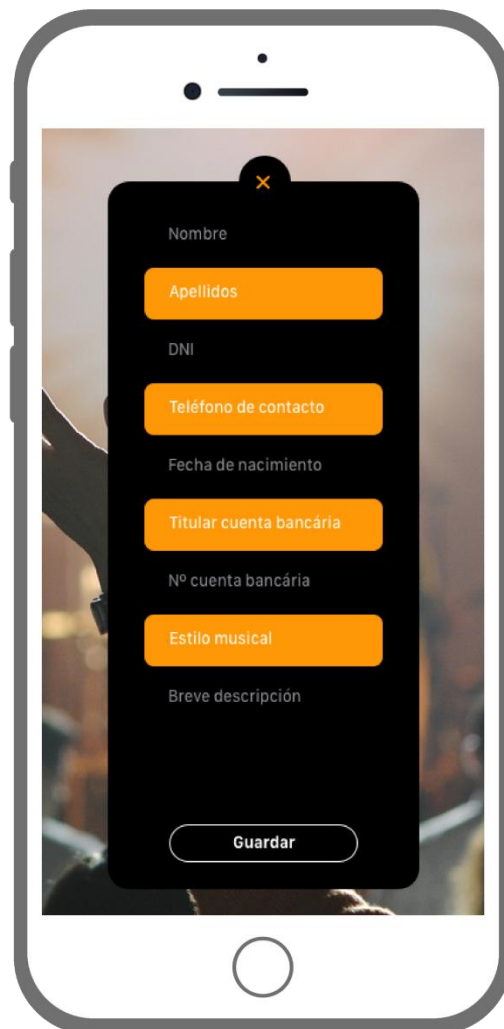 Nombre
Apellidos
DNI
Teléfono de contacto
Fecha de nacimiento
Titular cuenta bancária
Nº cuenta bancária
Estilo musical
Breve descripción
Guardar